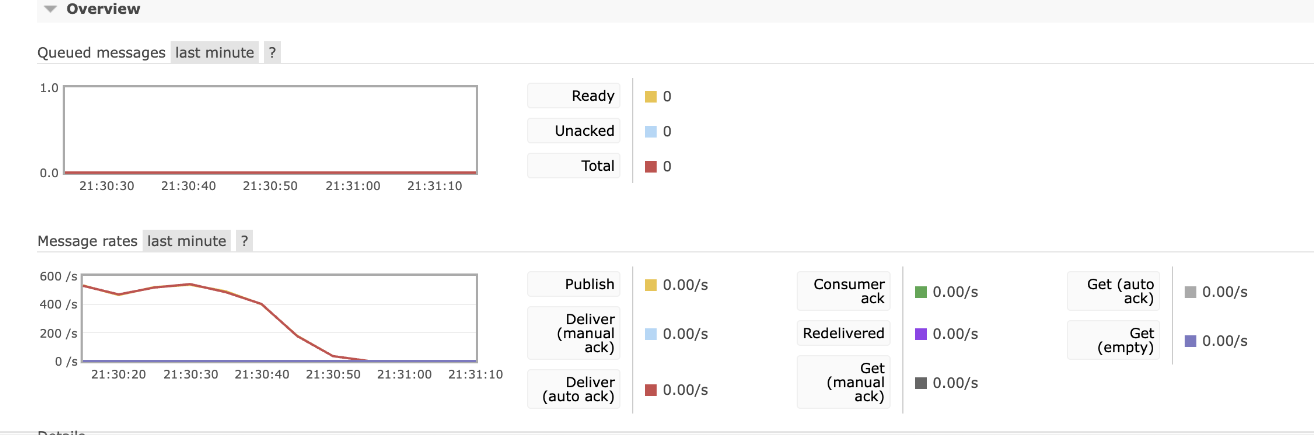 Overview
Queued messages last minute ?
1.0
0.0
21:30:30 21:30:40 21:30:50 21:31:00 21:31:10
Ready 0
Unacked 0
Total 0
Message rates last minute ?
600 /s
400 /s
200 /s
0 /s
21:30:20 21:30:30 21:30:40 21:30:50 21:31:00 21:31:10
Publish 0.00/s
Deliver
(manual
ack) 0.00/s
Deliver
(auto ack) 0.00/s
Consumer
ack 0.00/s
Redelivered 0.00/s
Get
(manual
ack) 0.00/s
Get (auto
ack) 0.00/s
Get
(empty) 0.00/s
Details